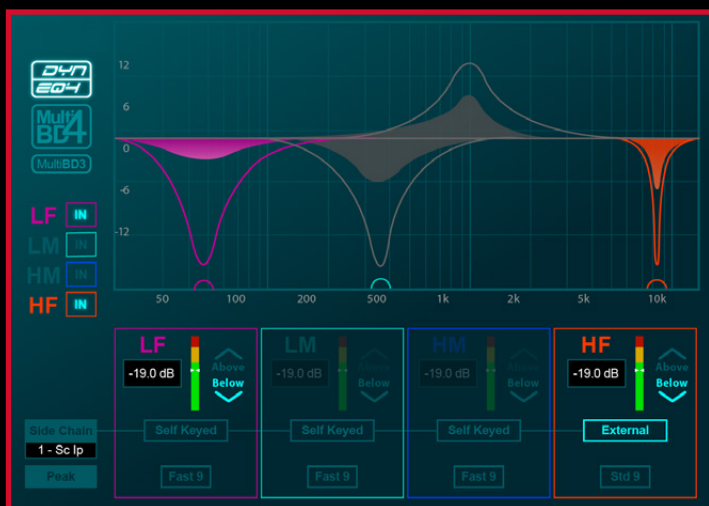 DYN
EQ4
Multi
BD4
MultiBD3
LF IN
LM IN
HM IN
HF IN
12
6
0
-6
-12
50 100 200 500 1k 2k 5k 10k
LF LM HM HF
-19.0 dB Above -19.0 dB Above -19.0 dB Above -19.0 dB Above
Below Below Below Below
Side Chain Self Keyed Self Keyed Self Keyed External
1 - Sc Ip
Peak Fast 9 Fast 9 Fast 9 Std 9